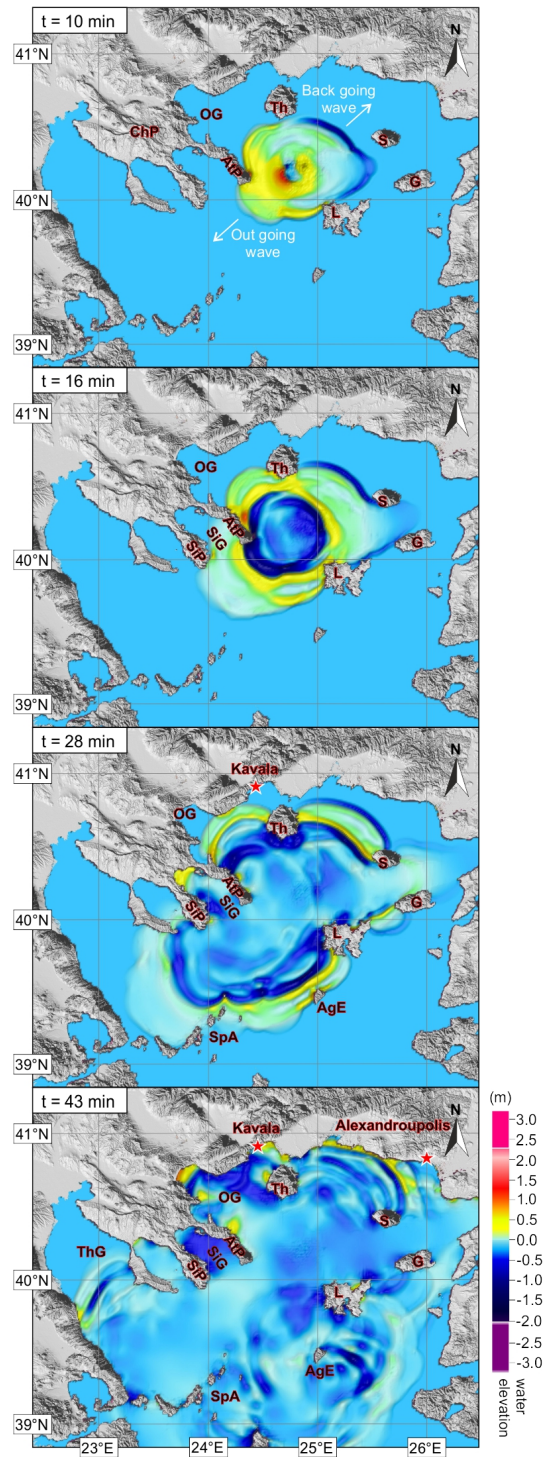 t = 10 min
41°N
N
Back going
wave
OG
Th
ChP
S
AtP
G
40°N
L
Out going
wave
39°N
t = 16 min
41°N
N
OG
Th
S
AtP
SiG
SiP
G
40°N
L
39°N
t = 28 min
Kavala
41°N
N
OG
Th
S
AtP
SiP
SiG
G
40°N
L
AgE
SpA
39°N
t = 43 min
(m)
Kavala
Alexandroupolis
N
41°N
3.0
2.0
1.5
1.0
0.5
0.0
-0.5
-1.0
-1.5
-2.0
-3.0
OG
Th
S
ThG
AtP
SiG
SiP
G
40°N
L
AgE
SpA
39°N
water
elevation
23°E
24°E
25°E
26°E